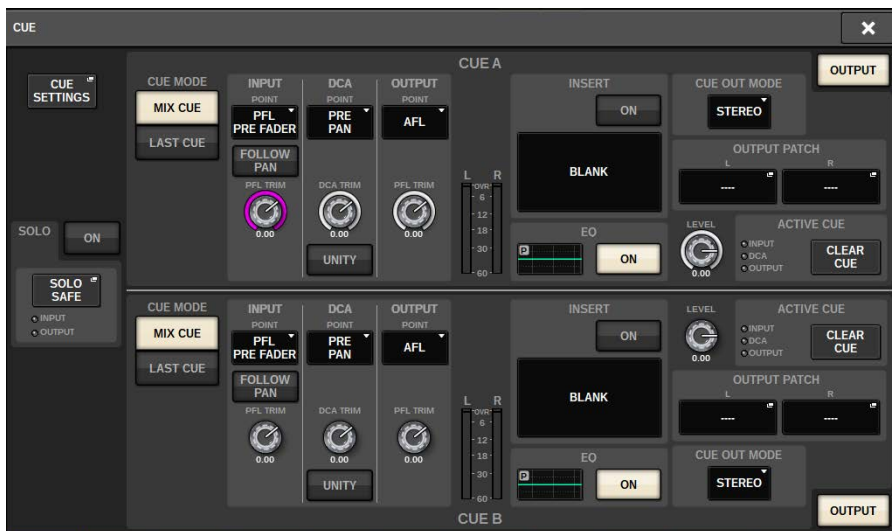 CUE
CUE SETTINGS
SOLO
ON
SOLO SAFE
INPUT
OUTPUT
CUE A
CUE MODE
MIX CUE
LAST CUE
INPUT
POINT
PFL
PRE FADER
FOLLOW
PAN
PFL TRIM
0.00
DCA
POINT
PRE
PAN
DCA TRIM
0.00
UNITY
OUTPUT
POINT
AFL
PFL TRIM
0.00
L R
OVR
6
12
18
30
60
INSERT
ON
BLANK
EQ
P
ON
CUE OUT MODE
STEREO
OUTPUT
OUTPUT PATCH
L R
---- ----
LEVEL
0.00
ACTIVE CUE
INPUT
DCA
OUTPUT
CLEAR
CUE
CUE MODE
MIX CUE
LAST CUE
INPUT
POINT
PFL
PRE FADER
FOLLOW
PAN
PFL TRIM
0.00
DCA
POINT
PRE
PAN
DCA TRIM
0.00
UNITY
OUTPUT
POINT
AFL
PFL TRIM
0.00
L R
OVR
6
12
18
30
60
INSERT
ON
BLANK
EQ
P
ON
LEVEL
0.00
ACTIVE CUE
INPUT
DCA
OUTPUT
CLEAR
CUE
OUTPUT PATCH
L R
---- ----
CUE OUT MODE
STEREO
OUTPUT
CUE B